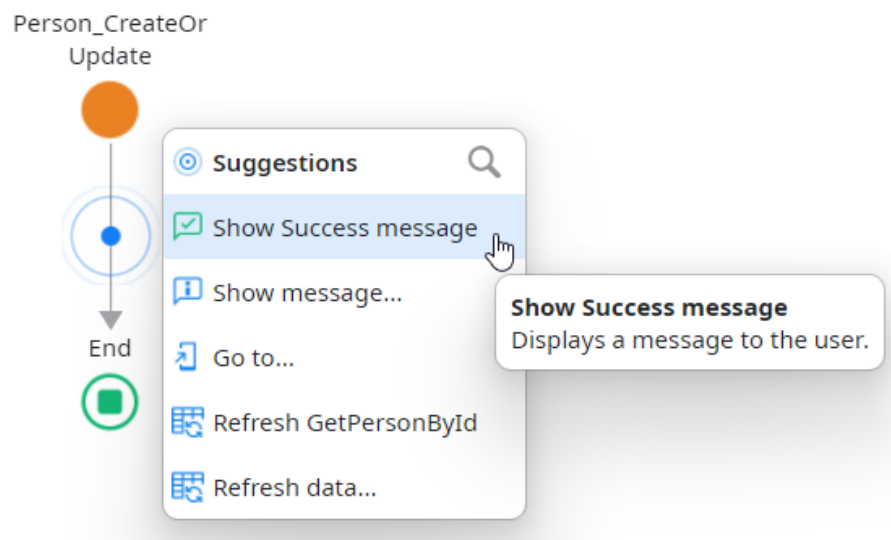 Person_CreateOr
Update
Suggestions
Show Success message
Show message...
Show Success message
Displays a message to the user.
End
Go to...
Refresh GetPersonById
Refresh data...